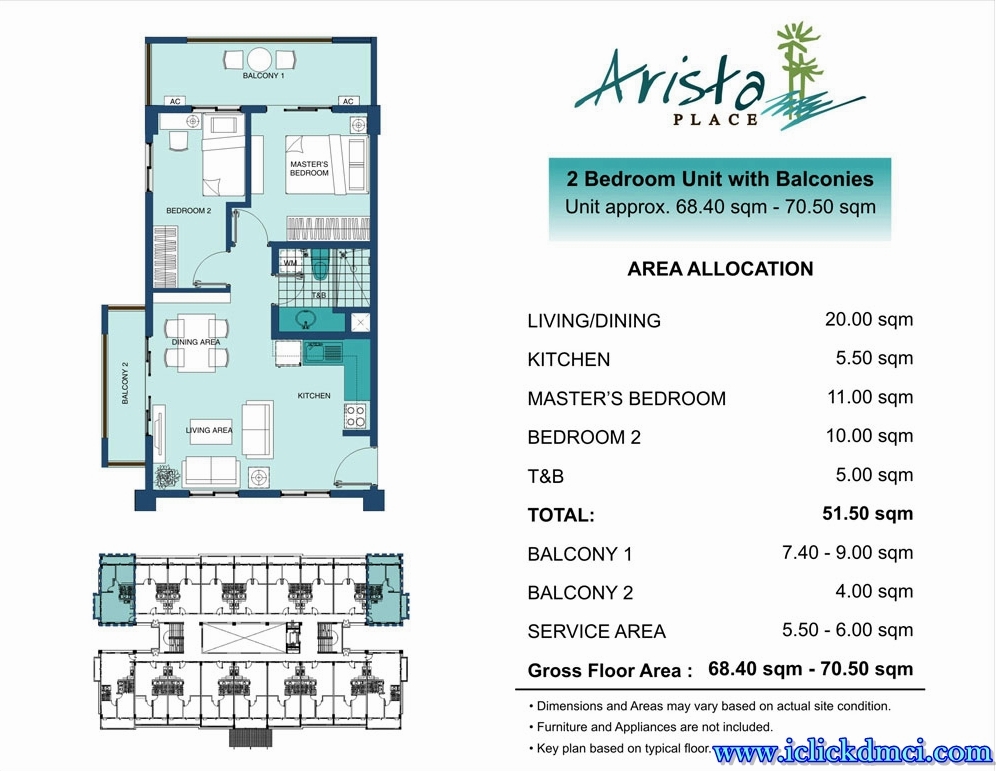 BALCONY 1
AC
AC
MASTER'S
BEDROOM
BEDROOM 2
WM
T&B
DINING AREA
BALCONY 2
KITCHEN
LIVING AREA
Arista
PLACE
2 Bedroom Unit with Balconies
Unit approx. 68.40 sqm - 70.50 sqm
AREA ALLOCATION
LIVING/DINING 20.00 sqm
KITCHEN 5.50 sqm
MASTER'S BEDROOM 11.00 sqm
BEDROOM 2 10.00 sqm
T&B 5.00 sqm
TOTAL: 51.50 sqm
BALCONY 1 7.40 - 9.00 sqm
BALCONY 2 4.00 sqm
SERVICE AREA 5.50 - 6.00 sqm
Gross Floor Area : 68.40 sqm - 70.50 sqm
• Dimensions and Areas may vary based on actual site condition.
• Furniture and Appliances are not included.
• Key plan based on typical floor.
www.iclickdmci.com